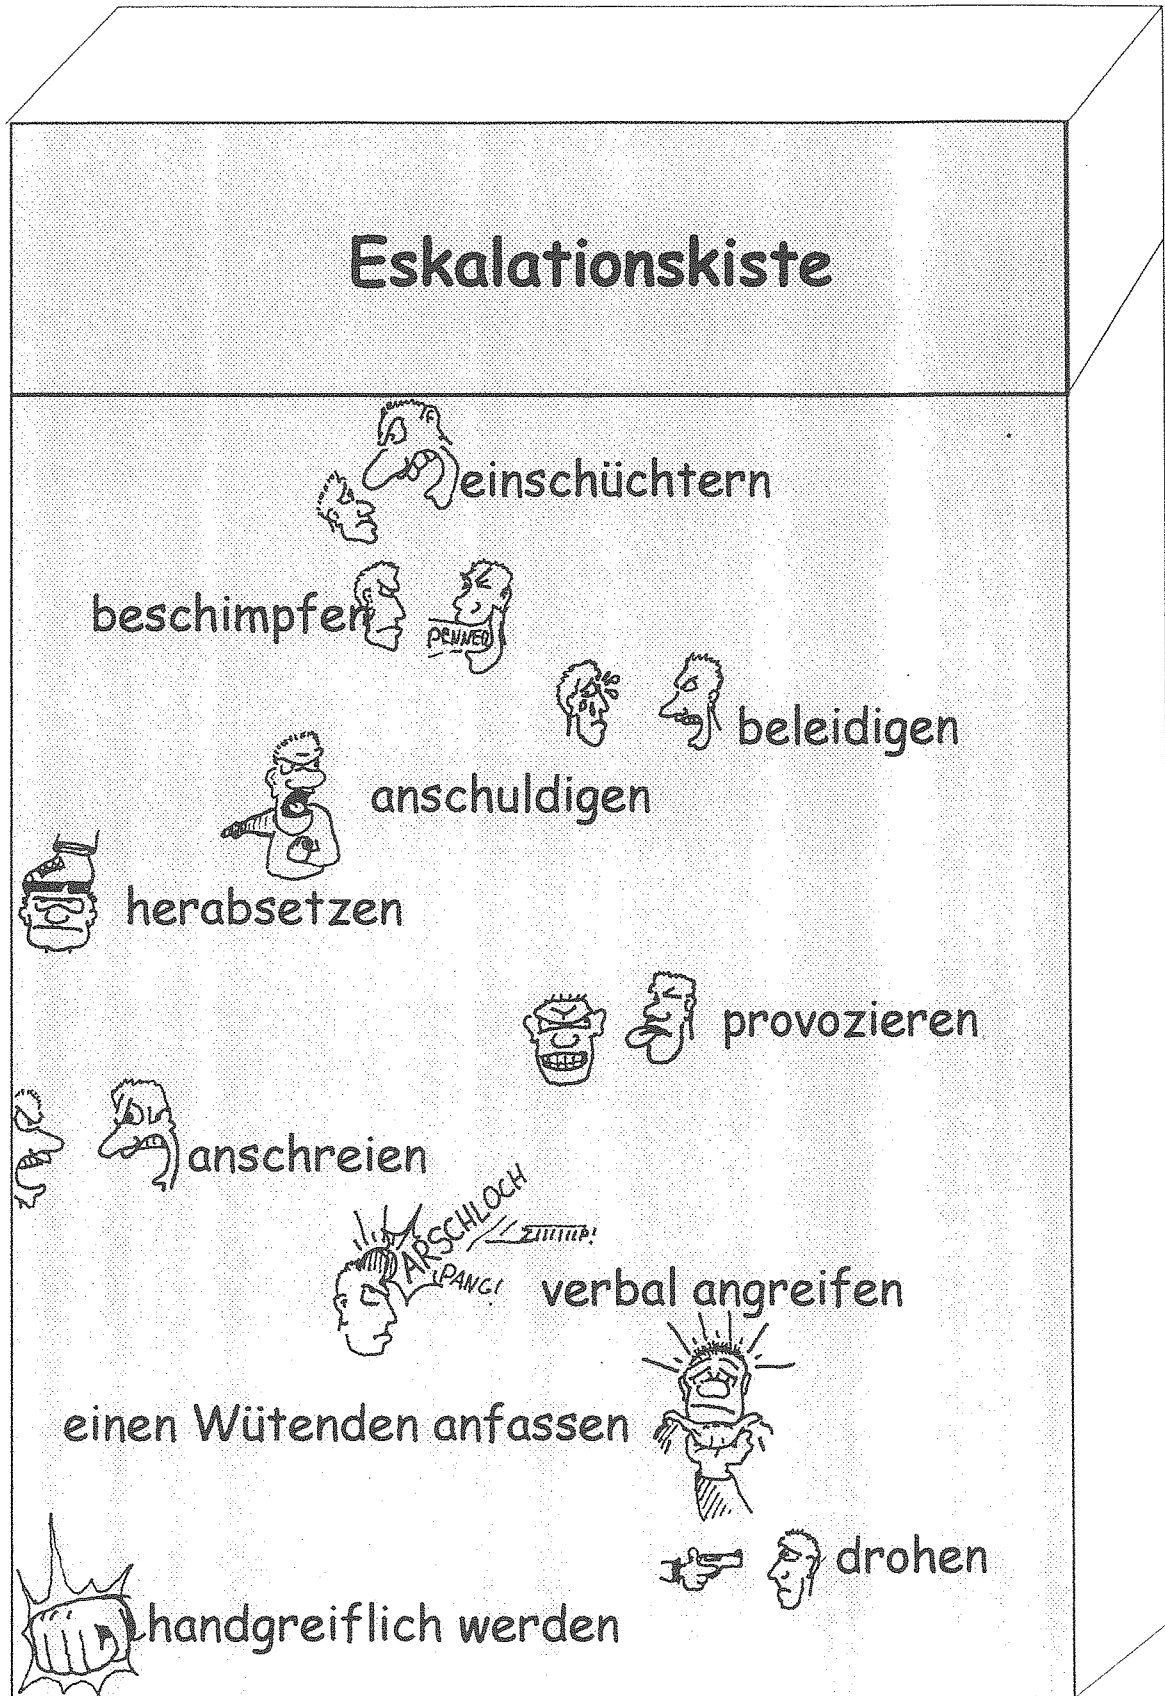 Eskalationskiste
einschüchtern
beschimpfen
PENNER
beleidigen
anschuldigen
herabsetzen
provozieren
anschreien
ARSCHLOCH
ZIIIIIIP!
PANG!
verbal angreifen
einen Wütenden anfassen
drohen
handgreiflich werden